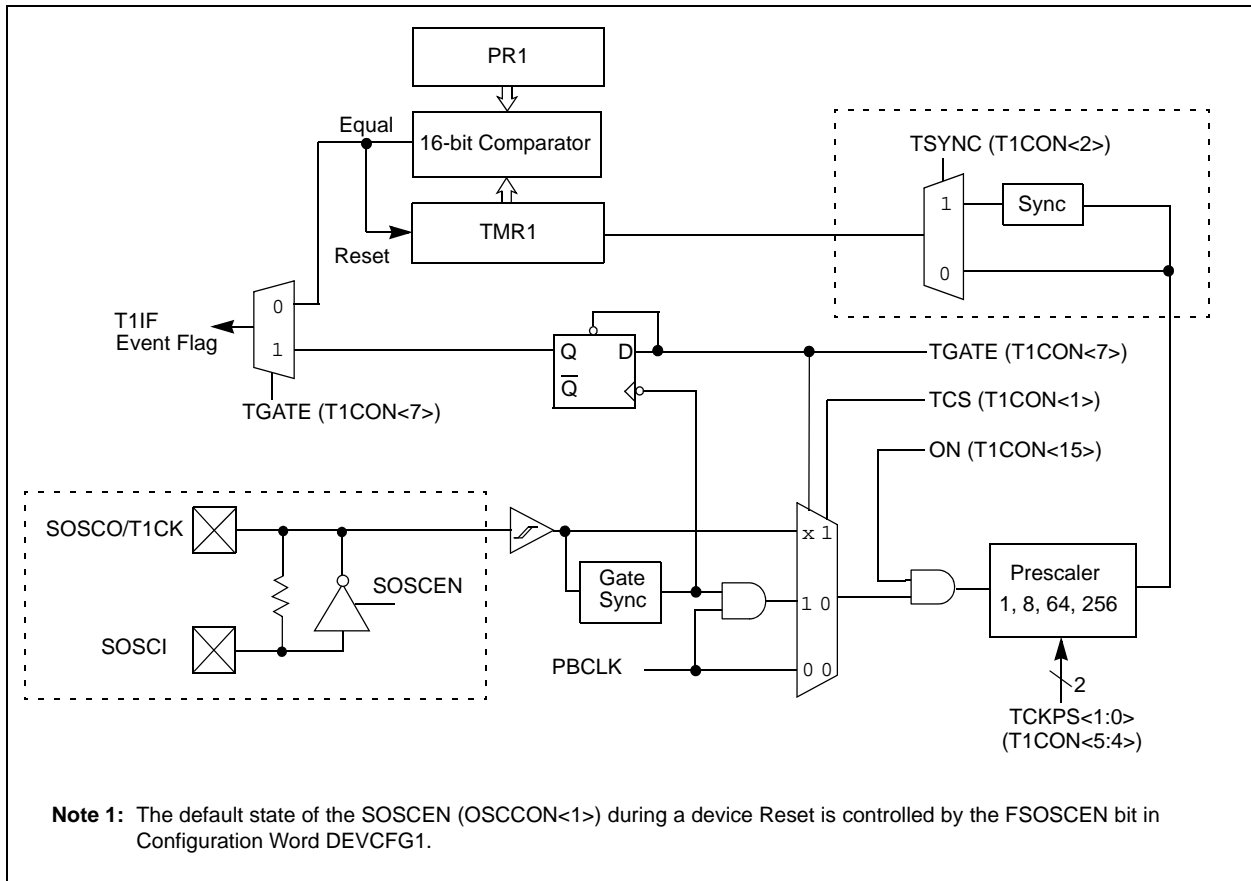 PR1
Equal
16-bit Comparator
TSYNC (T1CON<2>)
1
Sync
TMR1
Reset
0
0
T1IF
Event Flag
1
Q
D
Q̅
TGATE (T1CON<7>)
TGATE (T1CON<7>)
TCS (T1CON<1>)
ON (T1CON<15>)
SOSCO/T1CK
x 1
SOSCEN
Gate
Sync
1 0
Prescaler
1, 8, 64, 256
SOSCI
PBCLK
0 0
2
TCKPS<1:0>
(T1CON<5:4>)
Note 1: The default state of the SOSCEN (OSCCON<1>) during a device Reset is controlled by the FSOSCEN bit in
Configuration Word DEVCFG1.